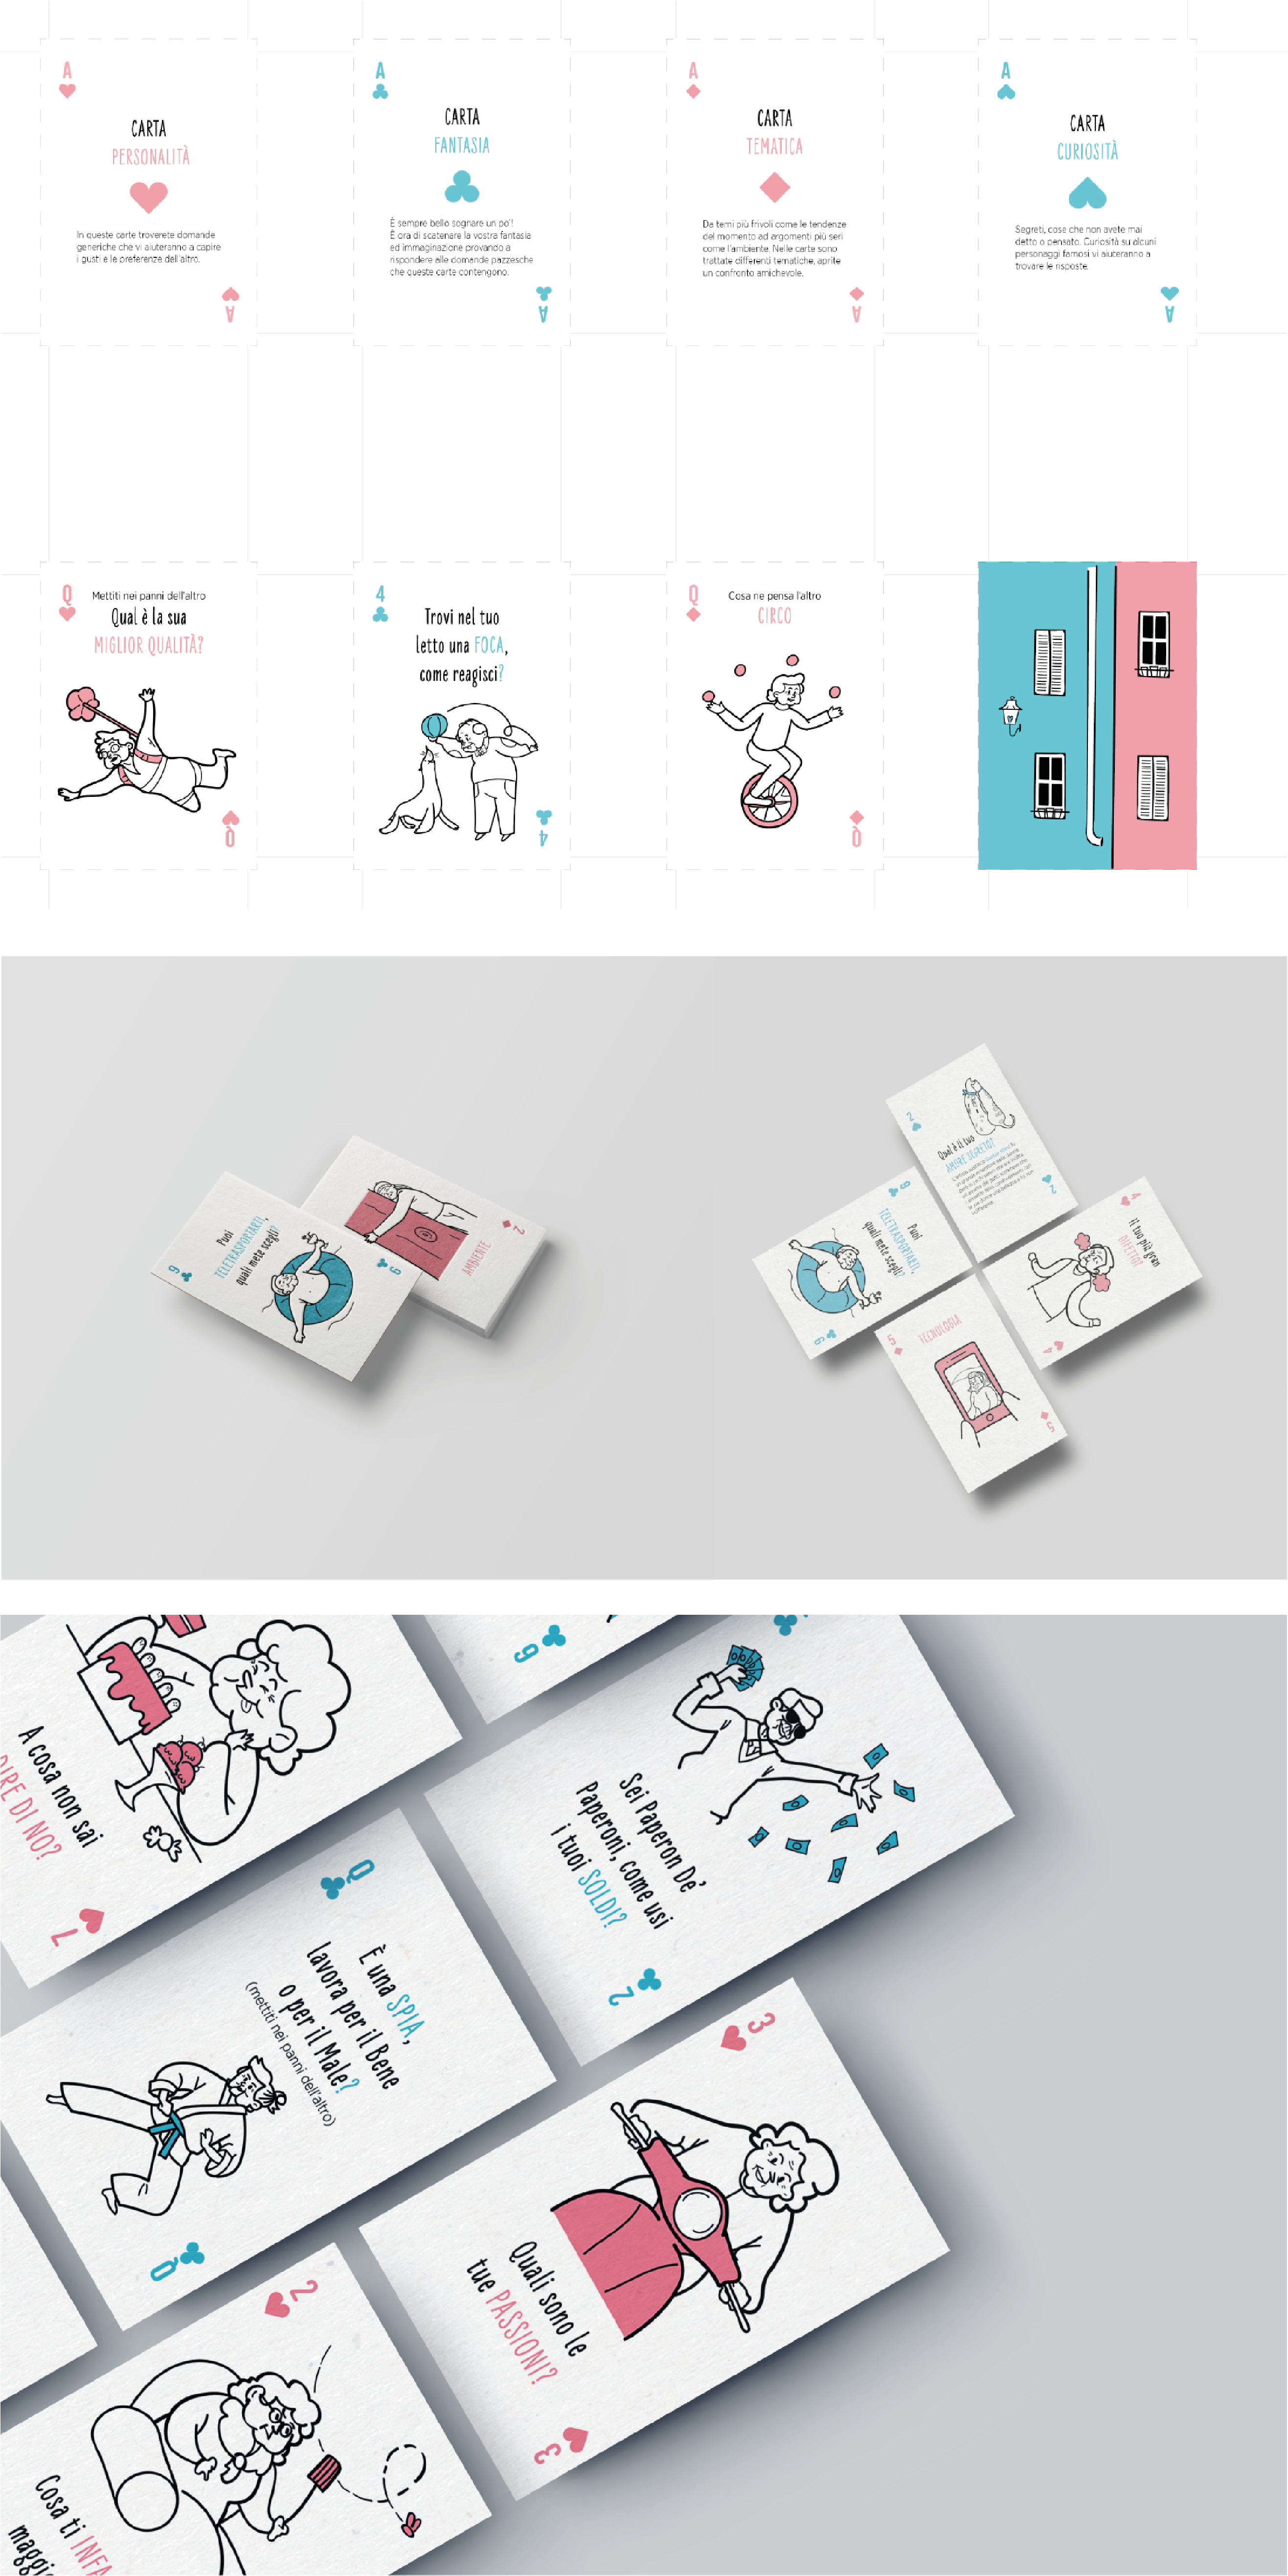 A
CARTA
PERSONALITÀ
In queste carte troverete domande
generiche che vi aiuteranno a capire
i gusti e le preferenze dell'altro.
A
A
CARTA
FANTASIA
È sempre bello sognare un po'!
È ora di scatenare la vostra fantasia
ed immaginazione provando a
rispondere alle domande pazzesche
che queste carte contengono.
A
A
CARTA
TEMATICA
Da temi più frivoli come le tendenze
del momento ad argomenti più seri
come l'ambiente. Nelle carte sono
trattate differenti tematiche, aprite
un confronto amichevole.
A
A
CARTA
CURIOSITÀ
Segreti, cose che non avete mai
detto o pensato. Curiosità su alcuni
personaggi famosi vi aiuteranno a
trovare le risposte.
A
Q
Mettiti nei panni dell'altro
Qual è la sua
MIGLIOR QUALITÀ?
Q
4
Trovi nel tuo
letto una FOCA,
come reagisci?
4
Q
Cosa ne pensa l'altro
CIRCO
Q
6
Puoi
TELETRASPORTARTI,
quali mete scegli?
6
AMBIENTE
2
2
Qual è il tuo
AMORE SEGRETO?
2
6
Puoi
TELETRASPORTARTI,
quali mete scegli?
6
4
Il tuo più gran
DIFETTO?
4
5
TECNOLOGIA
5
A cosa non sai
DIRE DI NO?
7
6
Sei Paperon De'
Paperoni, come usi
i tuoi SOLDI?
2
Q
È una SPIA,
lavora per il Bene
o per il Male?
(mettiti nei panni dell'altro)
Q
3
Quali sono le
tue PASSIONI?
3
2
Cosa ti